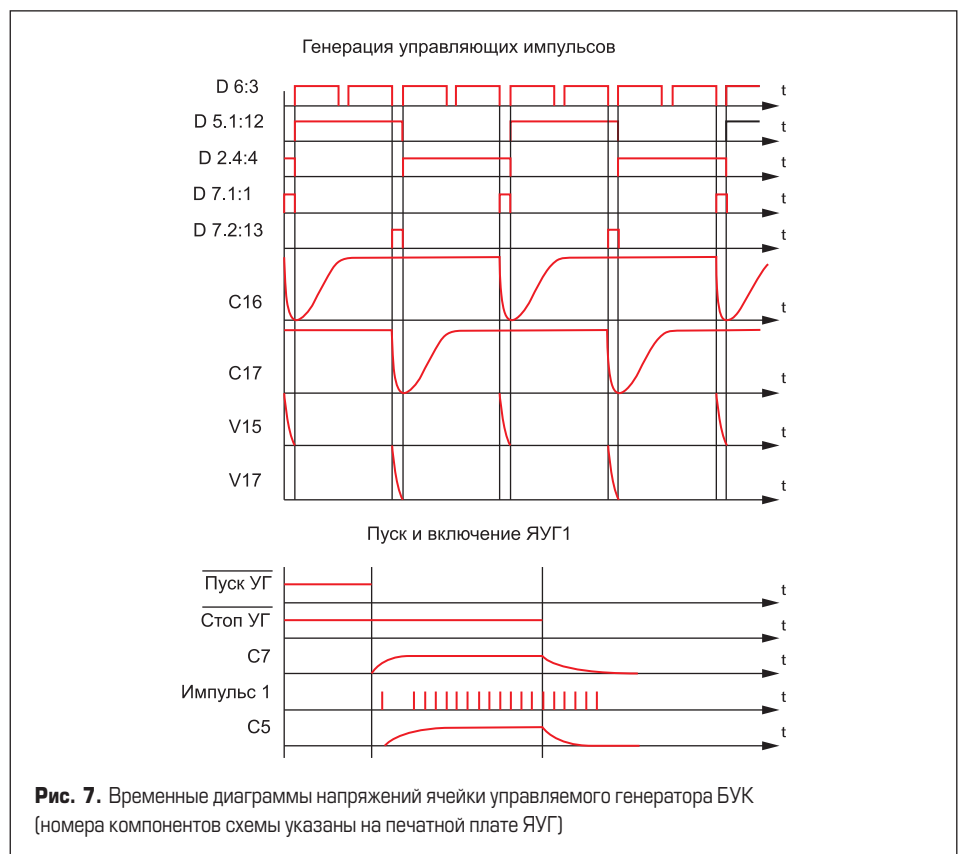 Генерация управляющих импульсов
D 6:3
t
D 5.1:12
t
D 2.4:4
t
D 7.1:1
t
D 7.2:13
t
C16
t
C17
t
V15
t
V17
t
Пуск и включение ЯУГ1
Пуск УГ
t
Стоп УГ
t
C7
t
Импульс 1
t
C5
t
Рис. 7. Временные диаграммы напряжений ячейки управляемого генератора БУК
(номера компонентов схемы указаны на печатной плате ЯУГ)